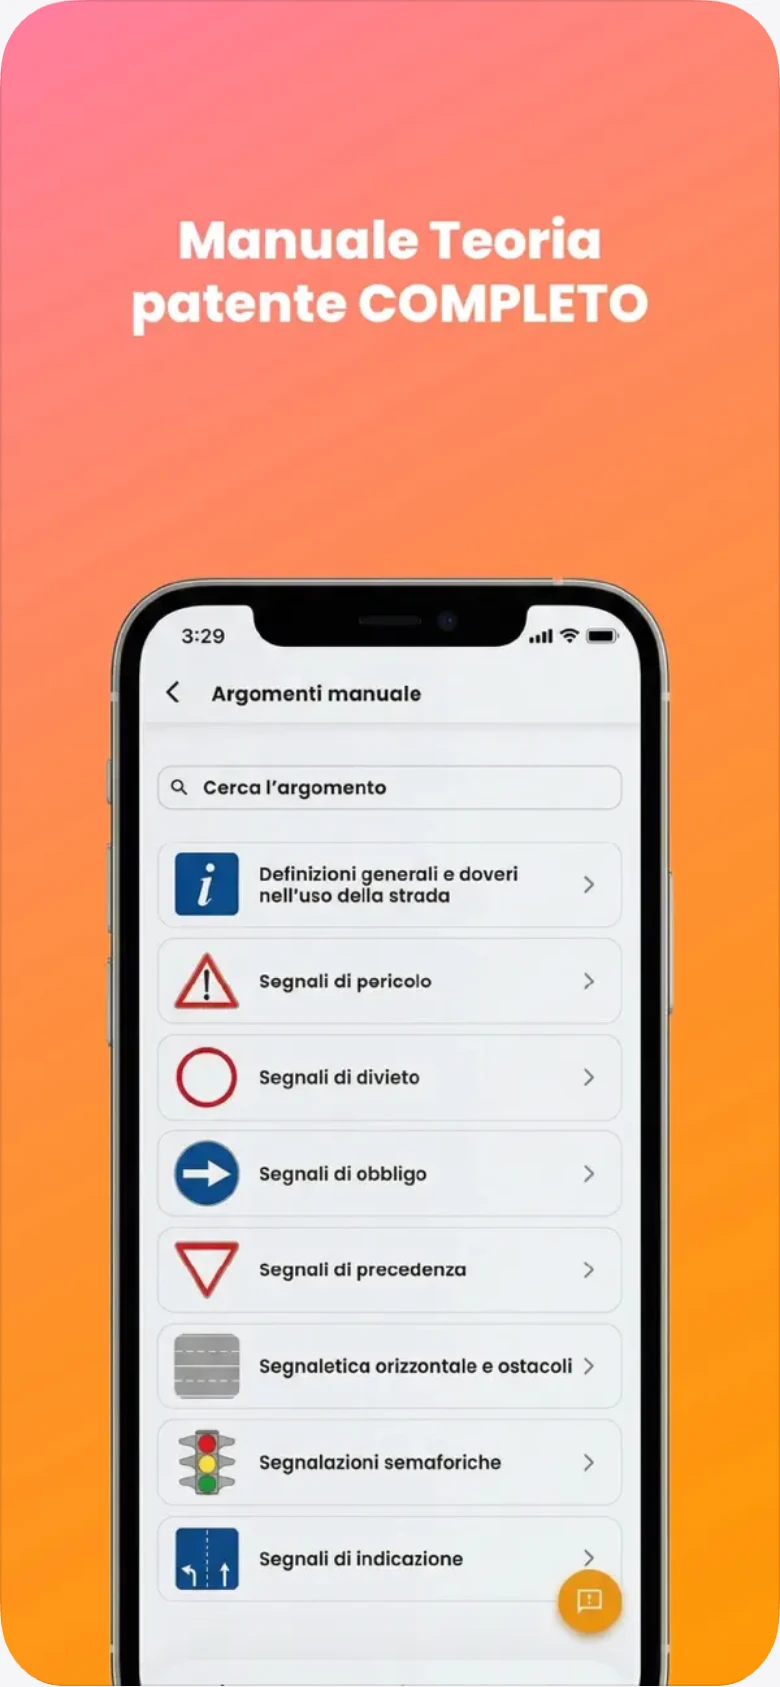 Manuale Teoria
patente COMPLETO
3:29
Argomenti manuale
Cerca l'argomento
i
Definizioni generali e doveri
nell'uso della strada
Segnali di pericolo
Segnali di divieto
Segnali di obbligo
Segnali di precedenza
Segnaletica orizzontale e ostacoli
Segnalazioni semaforiche
Segnali di indicazione